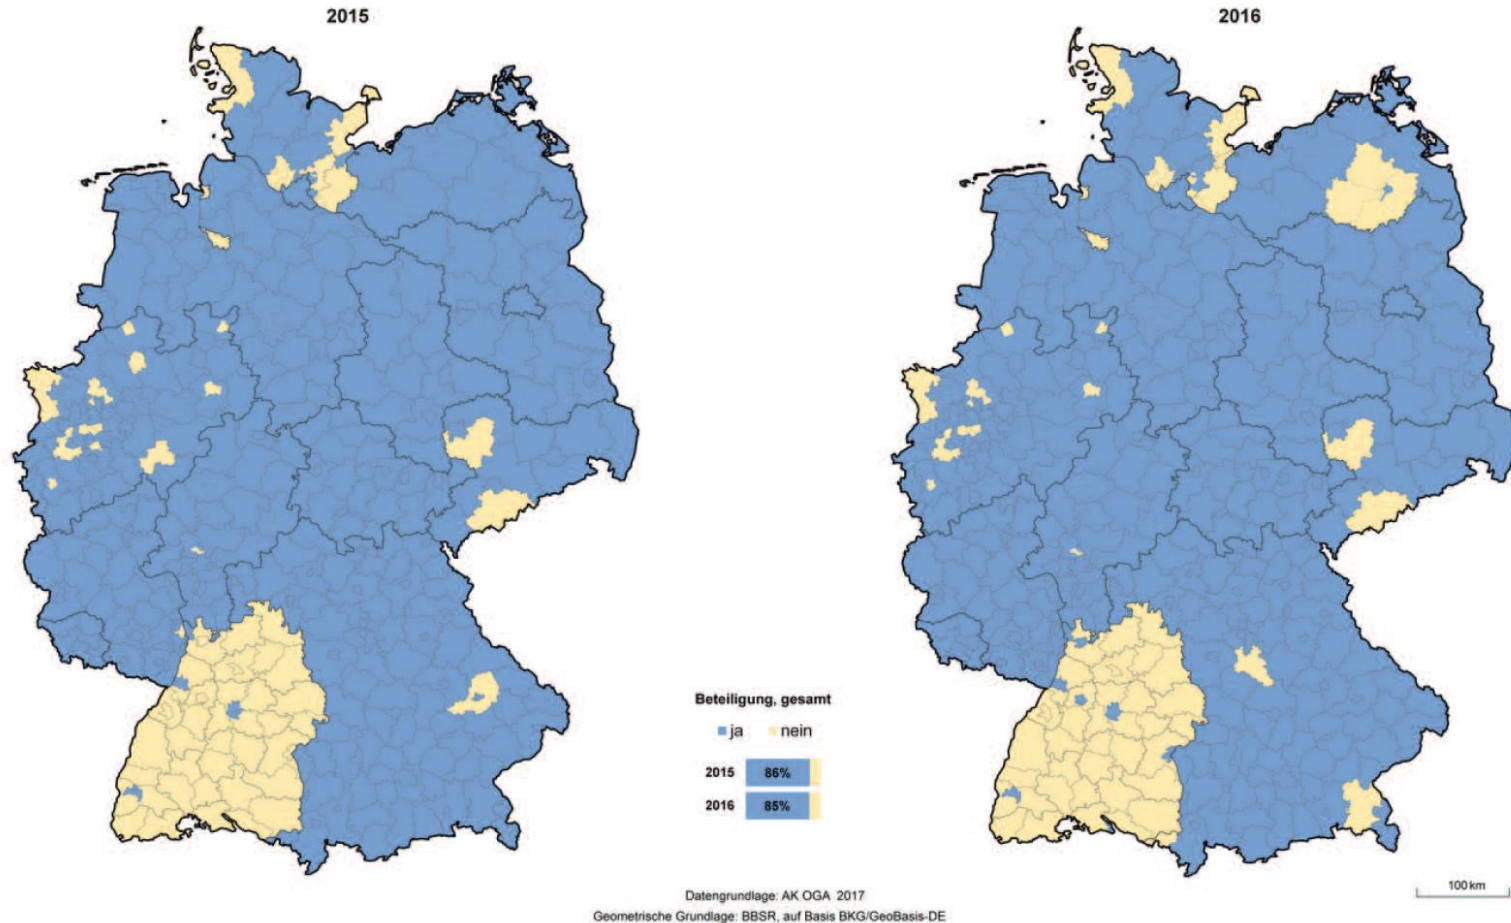 2015
2016
Beteiligung, gesamt
ja nein
2015 86%
2016 85%
100 km
Datengrundlage: AK OGA 2017
Geometrische Grundlage: BBSR, auf Basis BKG/GeoBasis-DE